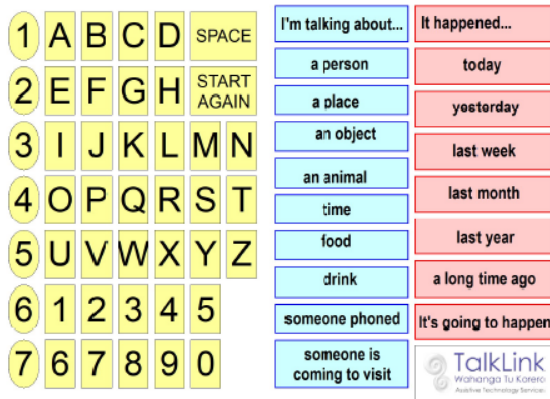 1 A B C D SPACE
2 E F G H START AGAIN
3 I J K L M N
4 O P Q R S T
5 U V W X Y Z
6 1 2 3 4 5
7 6 7 8 9 0
I'm talking about...
a person
a place
an object
an animal
time
food
drink
someone phoned
someone is
coming to visit
It happened...
today
yesterday
last week
last month
last year
a long time ago
It's going to happen
TalkLink
Wahanga Tu Korero
Assistive Technology Services